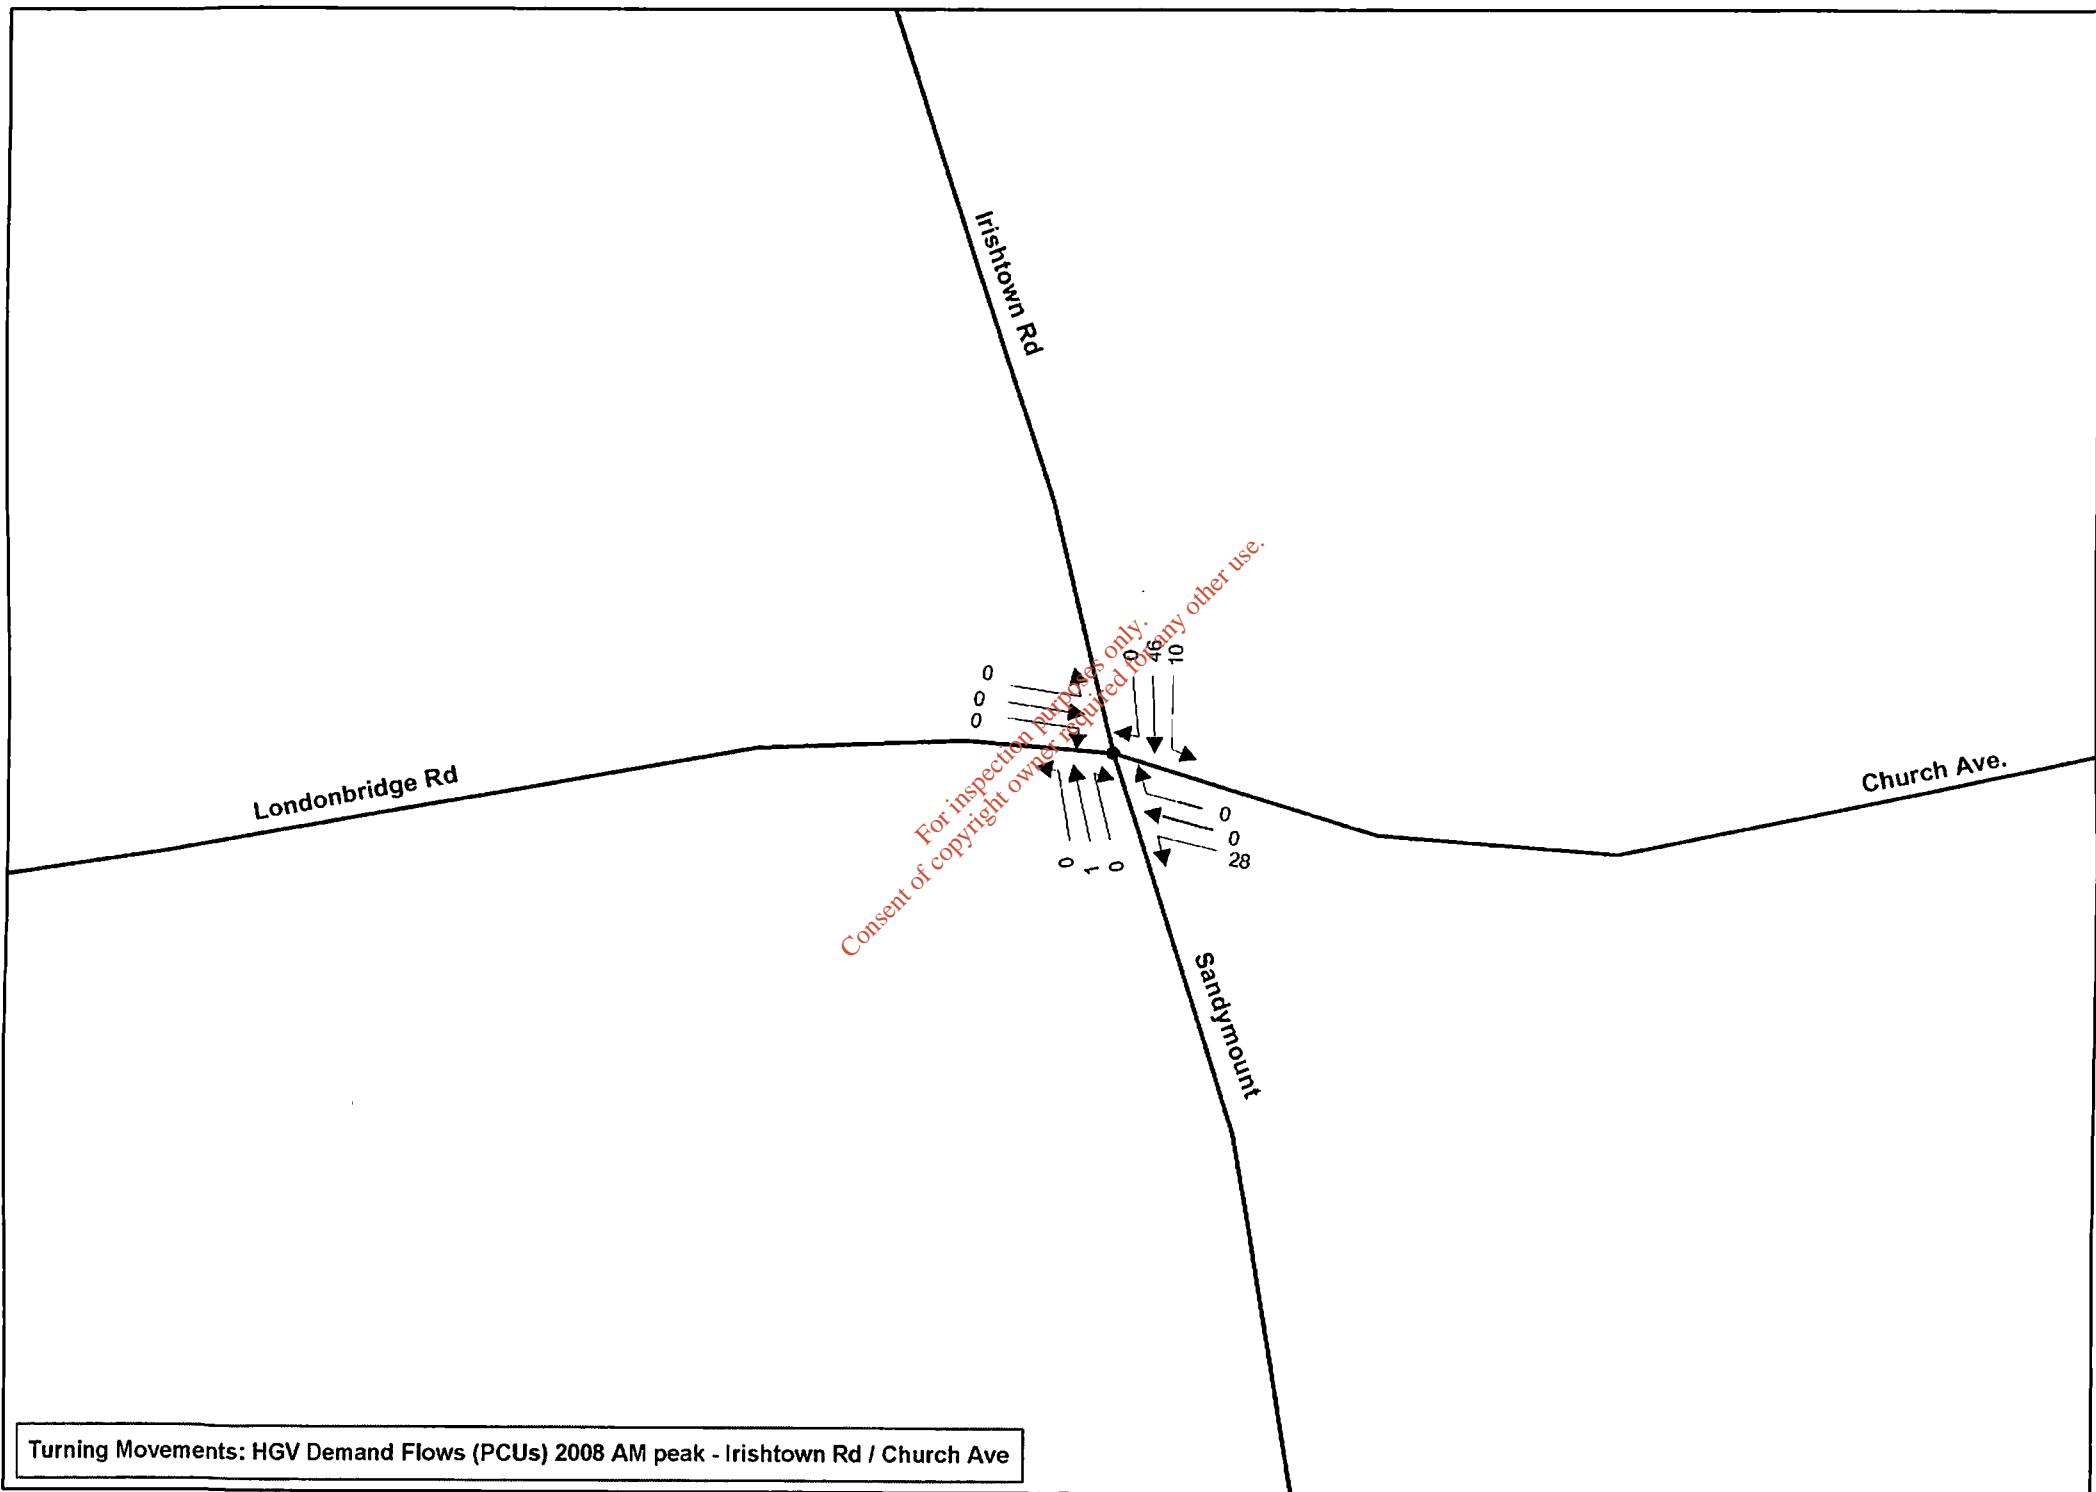 Irishtown Rd
For inspection purposes only.
Consent of copyright owner required for any other use.
0
46
10
0
0
0
Londonbridge Rd
Church Ave.
0
0
28
0
1
0
Sandymount
Turning Movements: HGV Demand Flows (PCUs) 2008 AM peak - Irishtown Rd / Church Ave